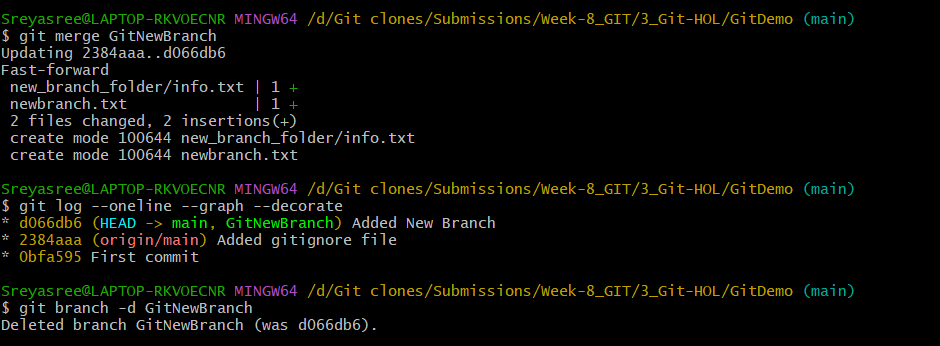 Sreyasree@LAPTOP-RKVOECNR MINGW64 /d/Git clones/Submissions/Week-8_GIT/3_Git-HOL/GitDemo (main)
$ git merge GitNewBranch
Updating 2384aaa..d066db6
Fast-forward
 new_branch_folder/info.txt | 1 +
 newbranch.txt              | 1 +
 2 files changed, 2 insertions(+)
 create mode 100644 new_branch_folder/info.txt
 create mode 100644 newbranch.txt
Sreyasree@LAPTOP-RKVOECNR MINGW64 /d/Git clones/Submissions/Week-8_GIT/3_Git-HOL/GitDemo (main)
$ git log --oneline --graph --decorate
* d066db6 (HEAD -> main, GitNewBranch) Added New Branch
* 2384aaa (origin/main) Added gitignore file
* 0bfa595 First commit
Sreyasree@LAPTOP-RKVOECNR MINGW64 /d/Git clones/Submissions/Week-8_GIT/3_Git-HOL/GitDemo (main)
$ git branch -d GitNewBranch
Deleted branch GitNewBranch (was d066db6).